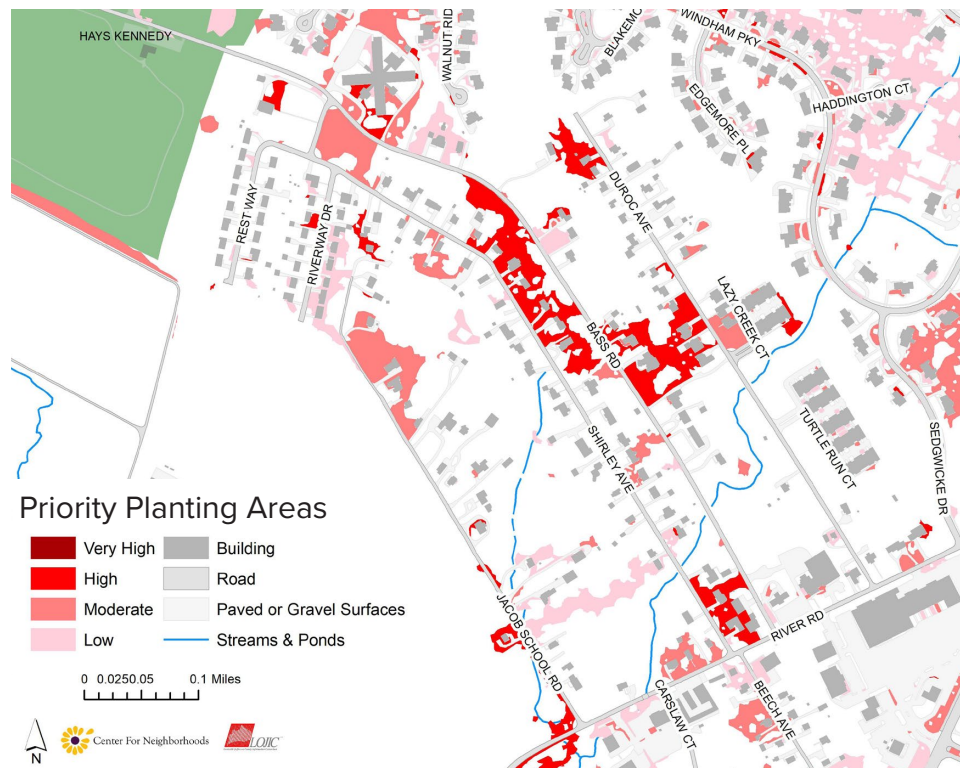 HAYS KENNEDY
WALNUT RID
BLAKEMO
WINDHAM PKY
HADDINGTON CT
EDGEMORE PL
DUROC AVE
REST WAY
RIVERWAY DR
LAZY CREEK CT
BASS RD
TURTLE RUN CT
SHIRLEY AVE
SEDGWICKE DR
Priority Planting Areas
Very High
Building
High
Road
Moderate
Paved or Gravel Surfaces
Low
Streams & Ponds
JACOB SCHOOL RD
RIVER RD
CARSLAW CT
BEECH AVE
0 0.0250.05 0.1 Miles
N
Center For Neighborhoods
LOJIC